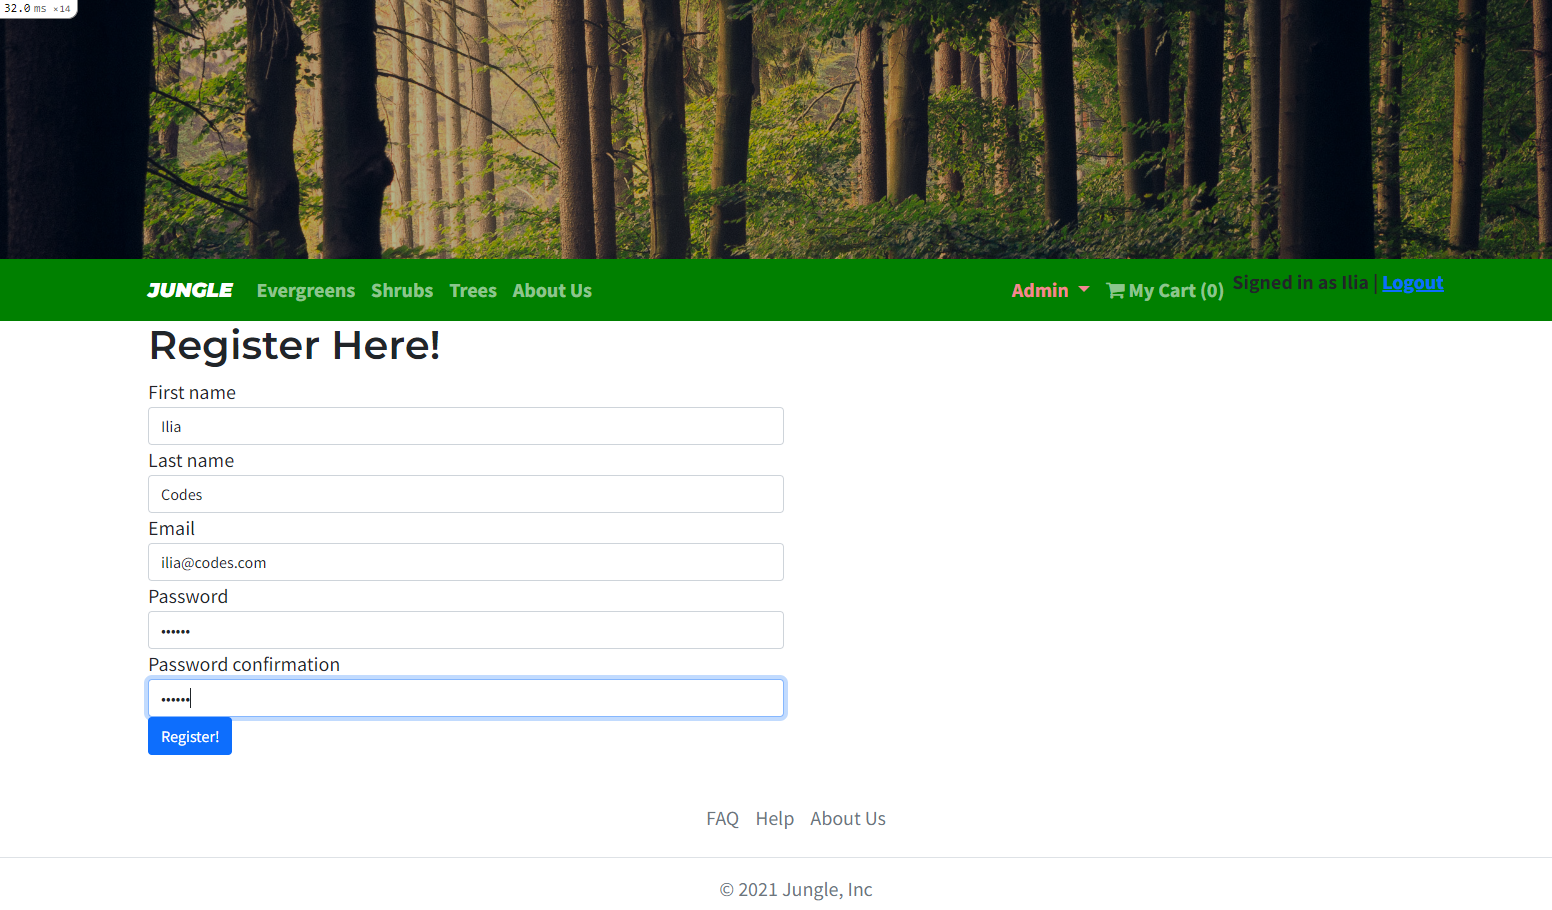 32.0 ms ×14
JUNGLE Evergreens Shrubs Trees About Us Admin My Cart (0) Signed in as Ilia | Logout
Register Here!
First name
Ilia
Last name
Codes
Email
ilia@codes.com
Password
••••••
Password confirmation
••••••
Register!
FAQ Help About Us
© 2021 Jungle, Inc